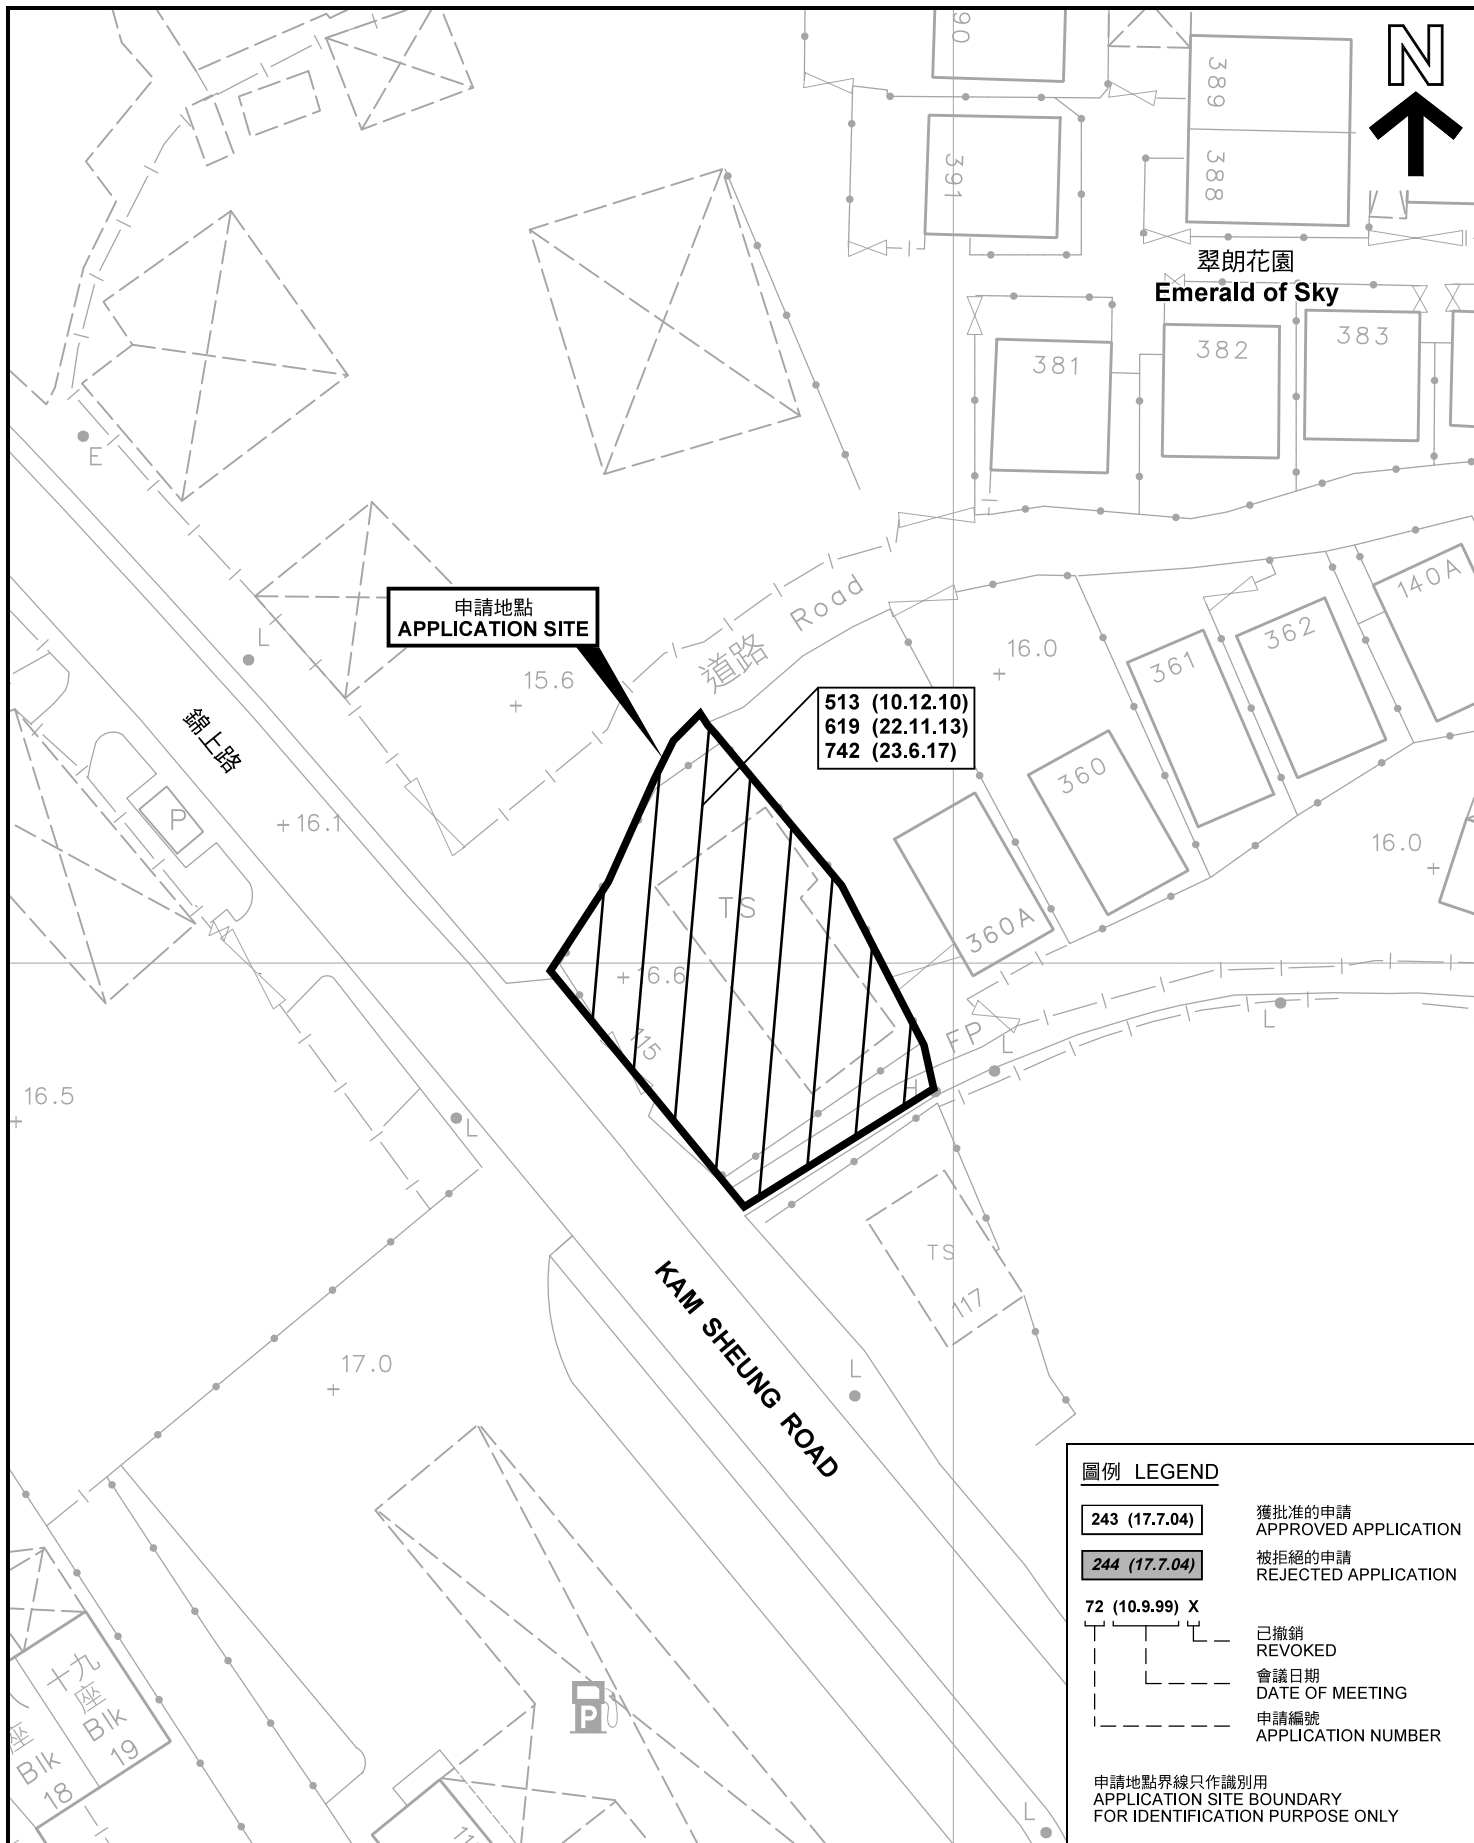 90
389
388
N
391
翠朗花園
Emerald of Sky
381
382
383
E
申請地點
APPLICATION SITE
L
15.6
道路 Road
16.0
361
362
140A
513 (10.12.10)
619 (22.11.13)
742 (23.6.17)
錦上路
P
16.1
360
16.0
TS
360A
16.6
115
FP
L
L
H
16.5
L
TS
117
KAM SHEUNG ROAD
17.0
L
圖例 LEGEND
243 (17.7.04)
獲批准的申請
APPROVED APPLICATION
244 (17.7.04)
被拒絕的申請
REJECTED APPLICATION
72 (10.9.99) X
已撤銷
REVOKED
會議日期
DATE OF MEETING
申請編號
APPLICATION NUMBER
申請地點界線只作識別用
APPLICATION SITE BOUNDARY
FOR IDENTIFICATION PURPOSE ONLY
十九
座
Blk
19
座
Blk
18
P
L